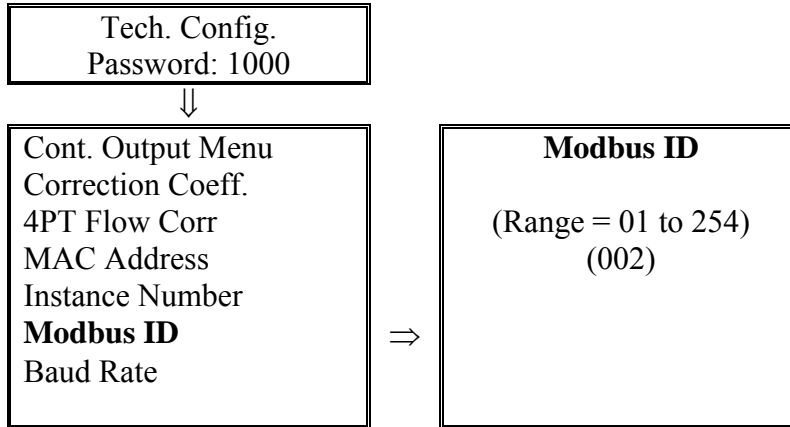 Tech. Config.
Password: 1000
⇓
Cont. Output Menu
Correction Coeff.
4PT Flow Corr
MAC Address
Instance Number
Modbus ID
Baud Rate
⇒
Modbus ID
(Range = 01 to 254)
(002)